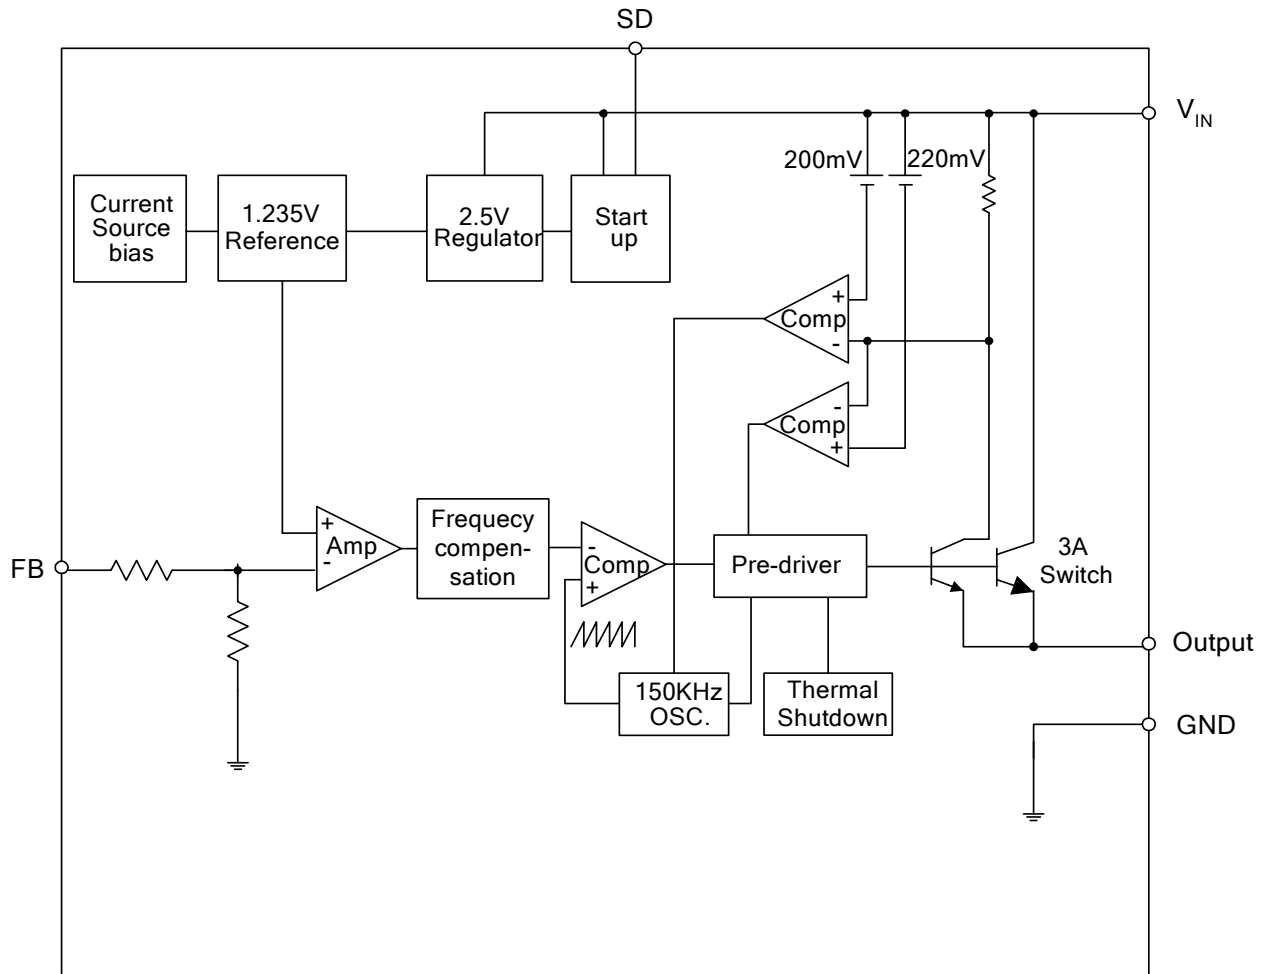 SD
V_IN
200mV
220mV
Current
Source
bias
1.235V
Reference
2.5V
Regulator
Start
up
+
Comp
-
-
Comp
+
+
Amp
-
Frequecy
compen-
sation
-
Comp
+
Pre-driver
3A
Switch
FB
Output
150KHz
OSC.
Thermal
Shutdown
GND